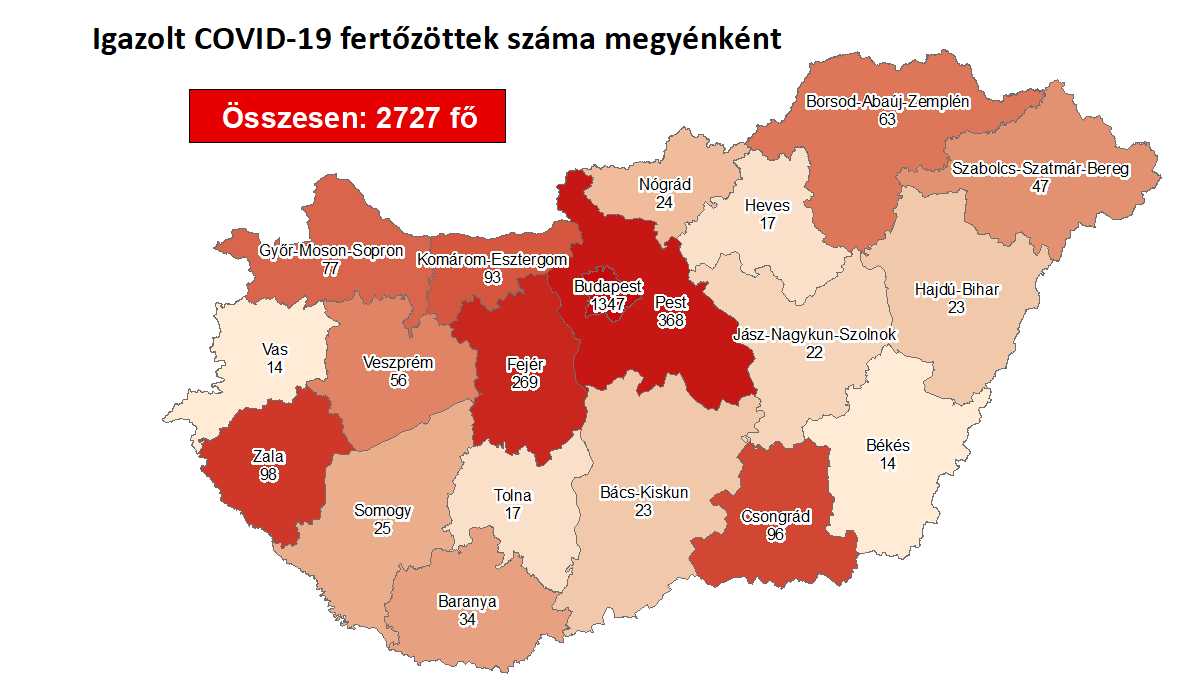 Igazolt COVID-19 fertőzöttek száma megyénként
Összesen: 2727 fő
Borsod-Abaúj-Zemplén
63
Szabolcs-Szatmár-Bereg
47
Nógrád
24
Heves
17
Győr-Moson-Sopron
77
Komárom-Esztergom
93
Budapest
1347
Pest
368
Hajdú-Bihar
23
Jász-Nagykun-Szolnok
22
Vas
14
Veszprém
56
Fejér
269
Békés
14
Zala
98
Somogy
25
Tolna
17
Bács-Kiskun
23
Csongrád
96
Baranya
34